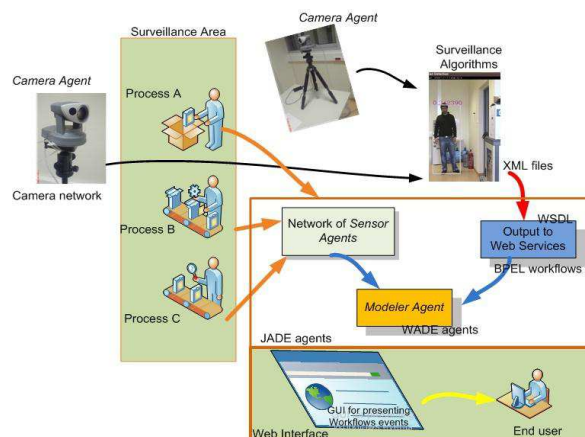 Surveillance Area
Camera Agent
Camera Agent
Surveillance
Algorithms
Process A
Camera network
XML files
Process B
Network of Sensor
Agents
WSDL
Output to
Web Services
BPEL workflows
Process C
Modeler Agent
WADE agents
JADE agents
GUI for presenting
Workflows events
Web Interface
End user